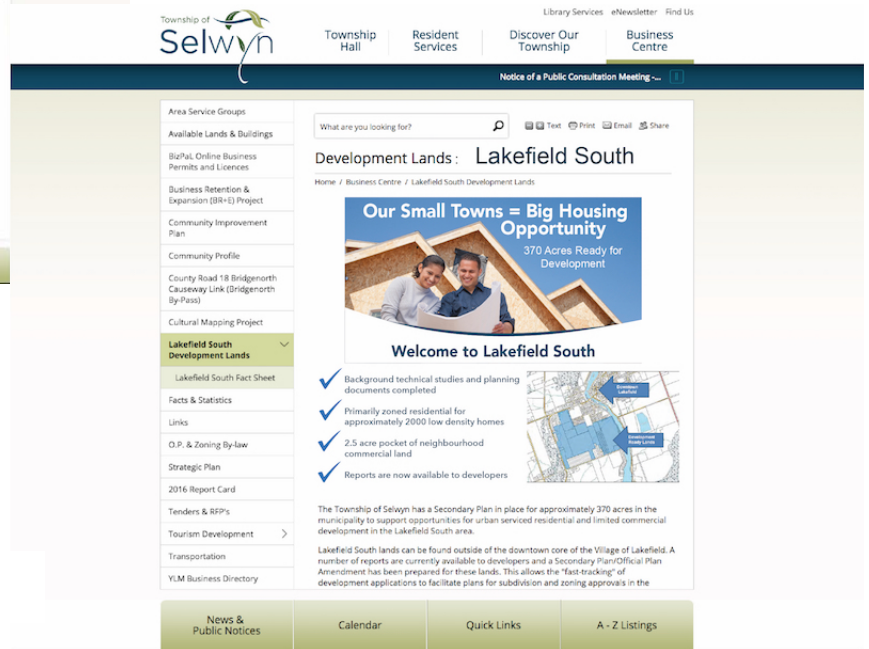 Library Services eNewsletter Find Us
Township of
Selwyn
Township Hall
Resident Services
Discover Our Township
Business Centre
Notice of a Public Consultation Meeting -...
Area Service Groups
Available Lands & Buildings
BizPaL Online Business
Permits and Licences
Business Retention &
Expansion (BR+E) Project
Community Improvement
Plan
Community Profile
County Road 18 Bridgenorth
Causeway Link (Bridgenorth
By-Pass)
Cultural Mapping Project
Lakefield South
Development Lands
Lakefield South Fact Sheet
Facts & Statistics
Links
O.P. & Zoning By-law
Strategic Plan
2016 Report Card
Tenders & RFP's
Tourism Development
Transportation
YLM Business Directory
What are you looking for?
Text Print Email Share
Development Lands : Lakefield South
Home / Business Centre / Lakefield South Development Lands
Our Small Towns = Big Housing
Opportunity
370 Acres Ready for
Development
Welcome to Lakefield South
Background technical studies and planning
documents completed
Primarily zoned residential for
approximately 2000 low density homes
2.5 acre pocket of neighbourhood
commercial land
Reports are now available to developers
Downtown
Lakefield
Development
Ready Lands
The Township of Selwyn has a Secondary Plan in place for approximately 370 acres in the
municipality to support opportunities for urban serviced residential and limited commercial
development in the Lakefield South area.
Lakefield South lands can be found outside of the downtown core of the Village of Lakefield. A
number of reports are currently available to developers and a Secondary Plan/Official Plan
Amendment has been prepared for these lands. This allows the "fast-tracking" of
development applications to facilitate plans for subdivision and zoning approvals in the
News &
Public Notices
Calendar
Quick Links
A - Z Listings